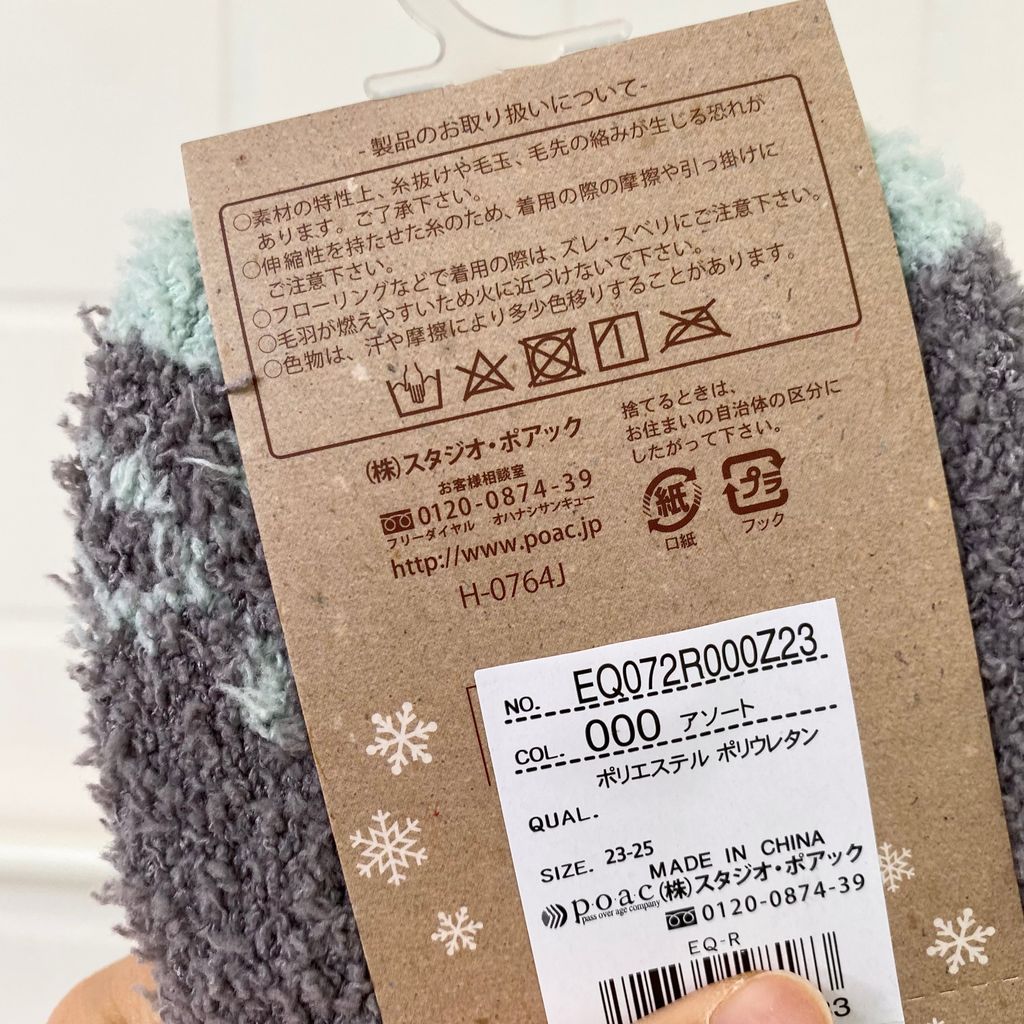 - 製品のお取り扱いについて -
○素材の特性上、糸抜けや毛玉、毛先の絡みが生じる恐れが
あります。ご了承下さい。
○伸縮性を持たせた糸のため、着用の際の摩擦や引っ掛けに
ご注意下さい。
○フローリングなどで着用の際は、ズレ・スベリにご注意下さい。
○毛羽が燃えやすいため火に近づけないで下さい。
○色物は、汗や摩擦により多少色移りすることがあります。
(株)スタジオ・ポアック
お客様相談室
0120-0874-39
フリーダイヤル オハナシサンキュー
http://www.poac.jp
H-0764J
捨てるときは、
お住まいの自治体の区分に
したがって下さい。
紙
口紙
プラ
フック
NO. EQ072R000Z23
COL. 000 アソート
ポリエステル ポリウレタン
QUAL.
SIZE. 23-25
MADE IN CHINA
p·o·a·c (株)スタジオ・ポアック
pass over age company
0120-0874-39
EQ-R
3